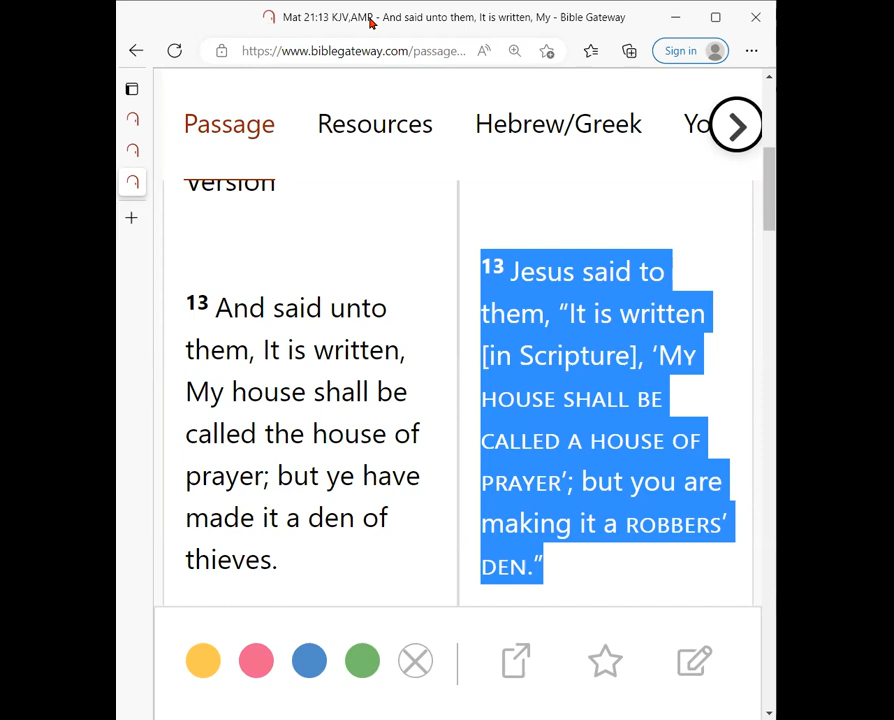 Mat 21:13 KJV,AMP - And said unto them, It is written, My - Bible Gateway
https://www.biblegateway.com/passage...
Sign in
Passage
Resources
Hebrew/Greek
Yo
Version
13 And said unto
them, It is written,
My house shall be
called the house of
prayer; but ye have
made it a den of
thieves.
13 Jesus said to
them, “It is written
[in Scripture], ‘My
HOUSE SHALL BE
CALLED A HOUSE OF
PRAYER’; but you are
making it a ROBBERS’
DEN.”